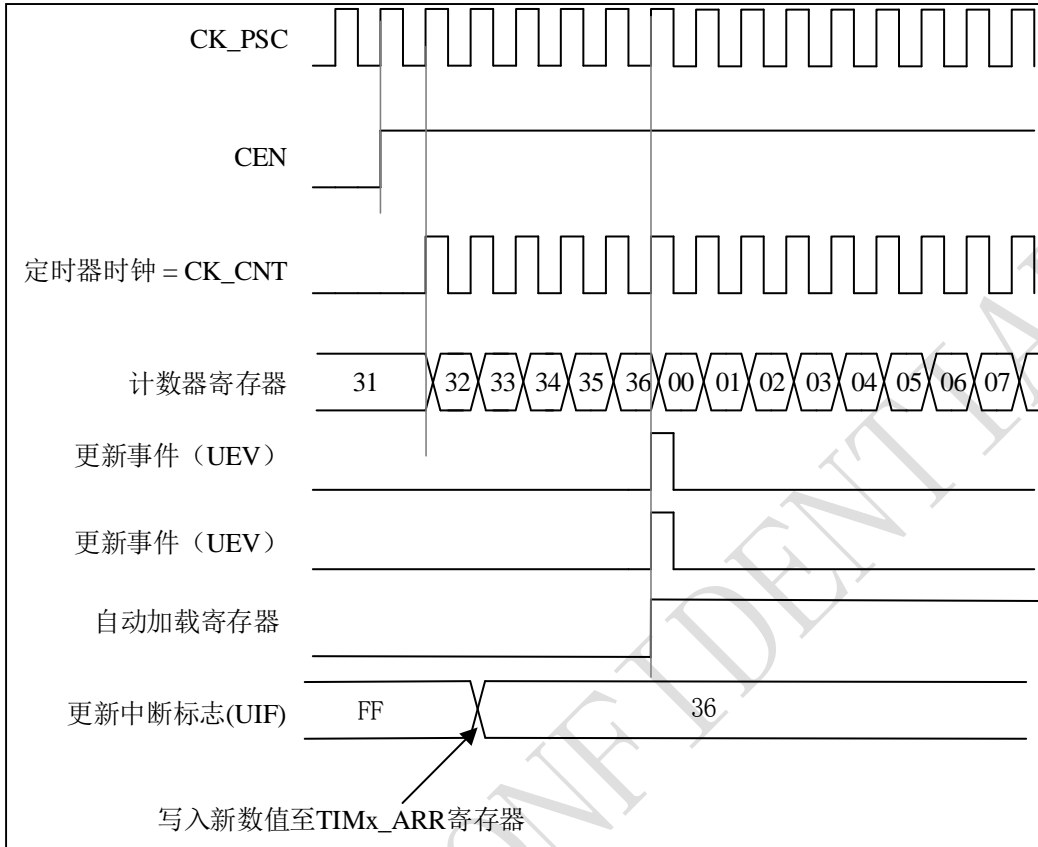 CK_PSC
CEN
定时器时钟 = CK_CNT
计数器寄存器 31 32 33 34 35 36 00 01 02 03 04 05 06 07
更新事件（UEV）
更新事件（UEV）
自动加载寄存器
更新中断标志(UIF) FF 36
写入新数值至TIMx_ARR寄存器
ONFIDENTIA